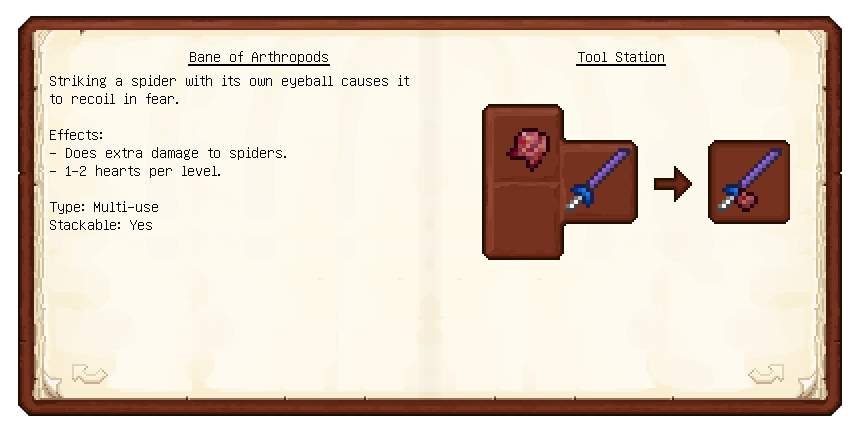 Bane of Arthropods
Striking a spider with its own eyeball causes it
to recoil in fear.
Effects:
- Does extra damage to spiders.
- 1-2 hearts per level.
Type: Multi-use
Stackable: Yes
Tool Station